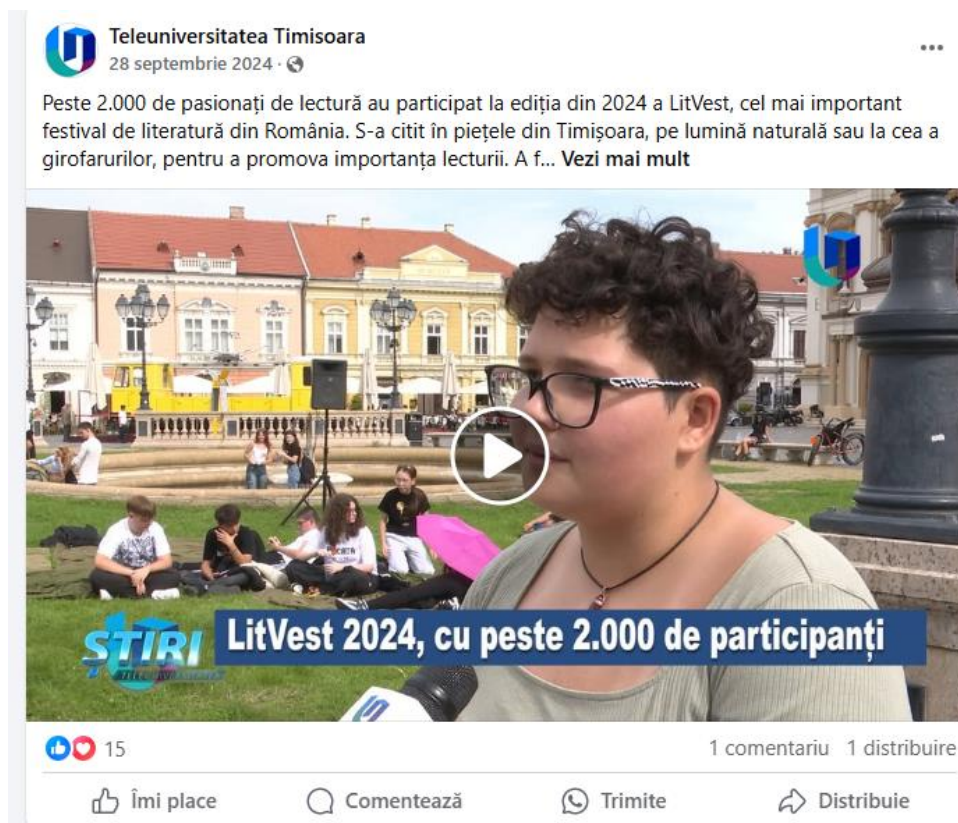 Teleuniversitatea Timisoara
28 septembrie 2024 ·
Peste 2.000 de pasionați de lectură au participat la ediția din 2024 a LitVest, cel mai important
festival de literatură din România. S-a citit în piețele din Timișoara, pe lumină naturală sau la cea a
girofarurilor, pentru a promova importanța lecturii. A f... Vezi mai mult
ȘTIRI
TELEUNIVERSITATEA
LitVest 2024, cu peste 2.000 de participanți
15
1 comentariu 1 distribuire
Îmi place Comentează Trimite Distribuie